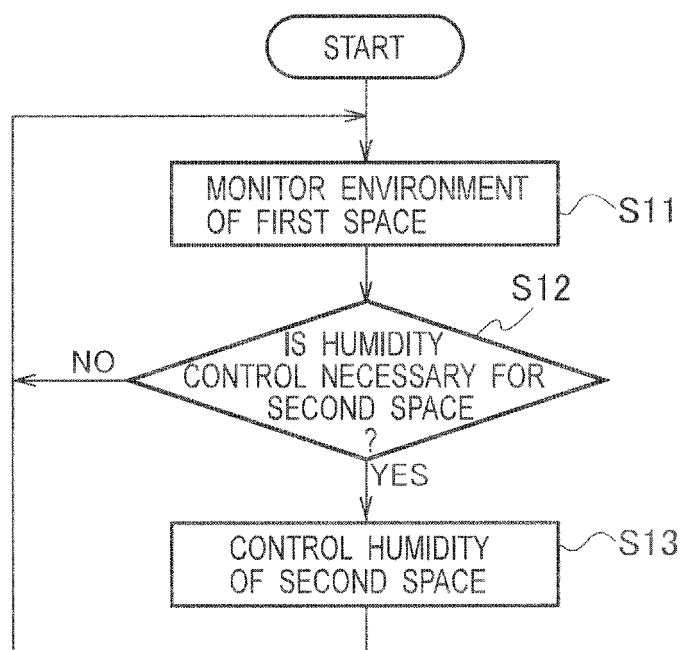 START
MONITOR ENVIRONMENT
OF FIRST SPACE
S11
S12
IS HUMIDITY
CONTROL NECESSARY FOR
SECOND SPACE
?
NO
YES
CONTROL HUMIDITY
OF SECOND SPACE
S13